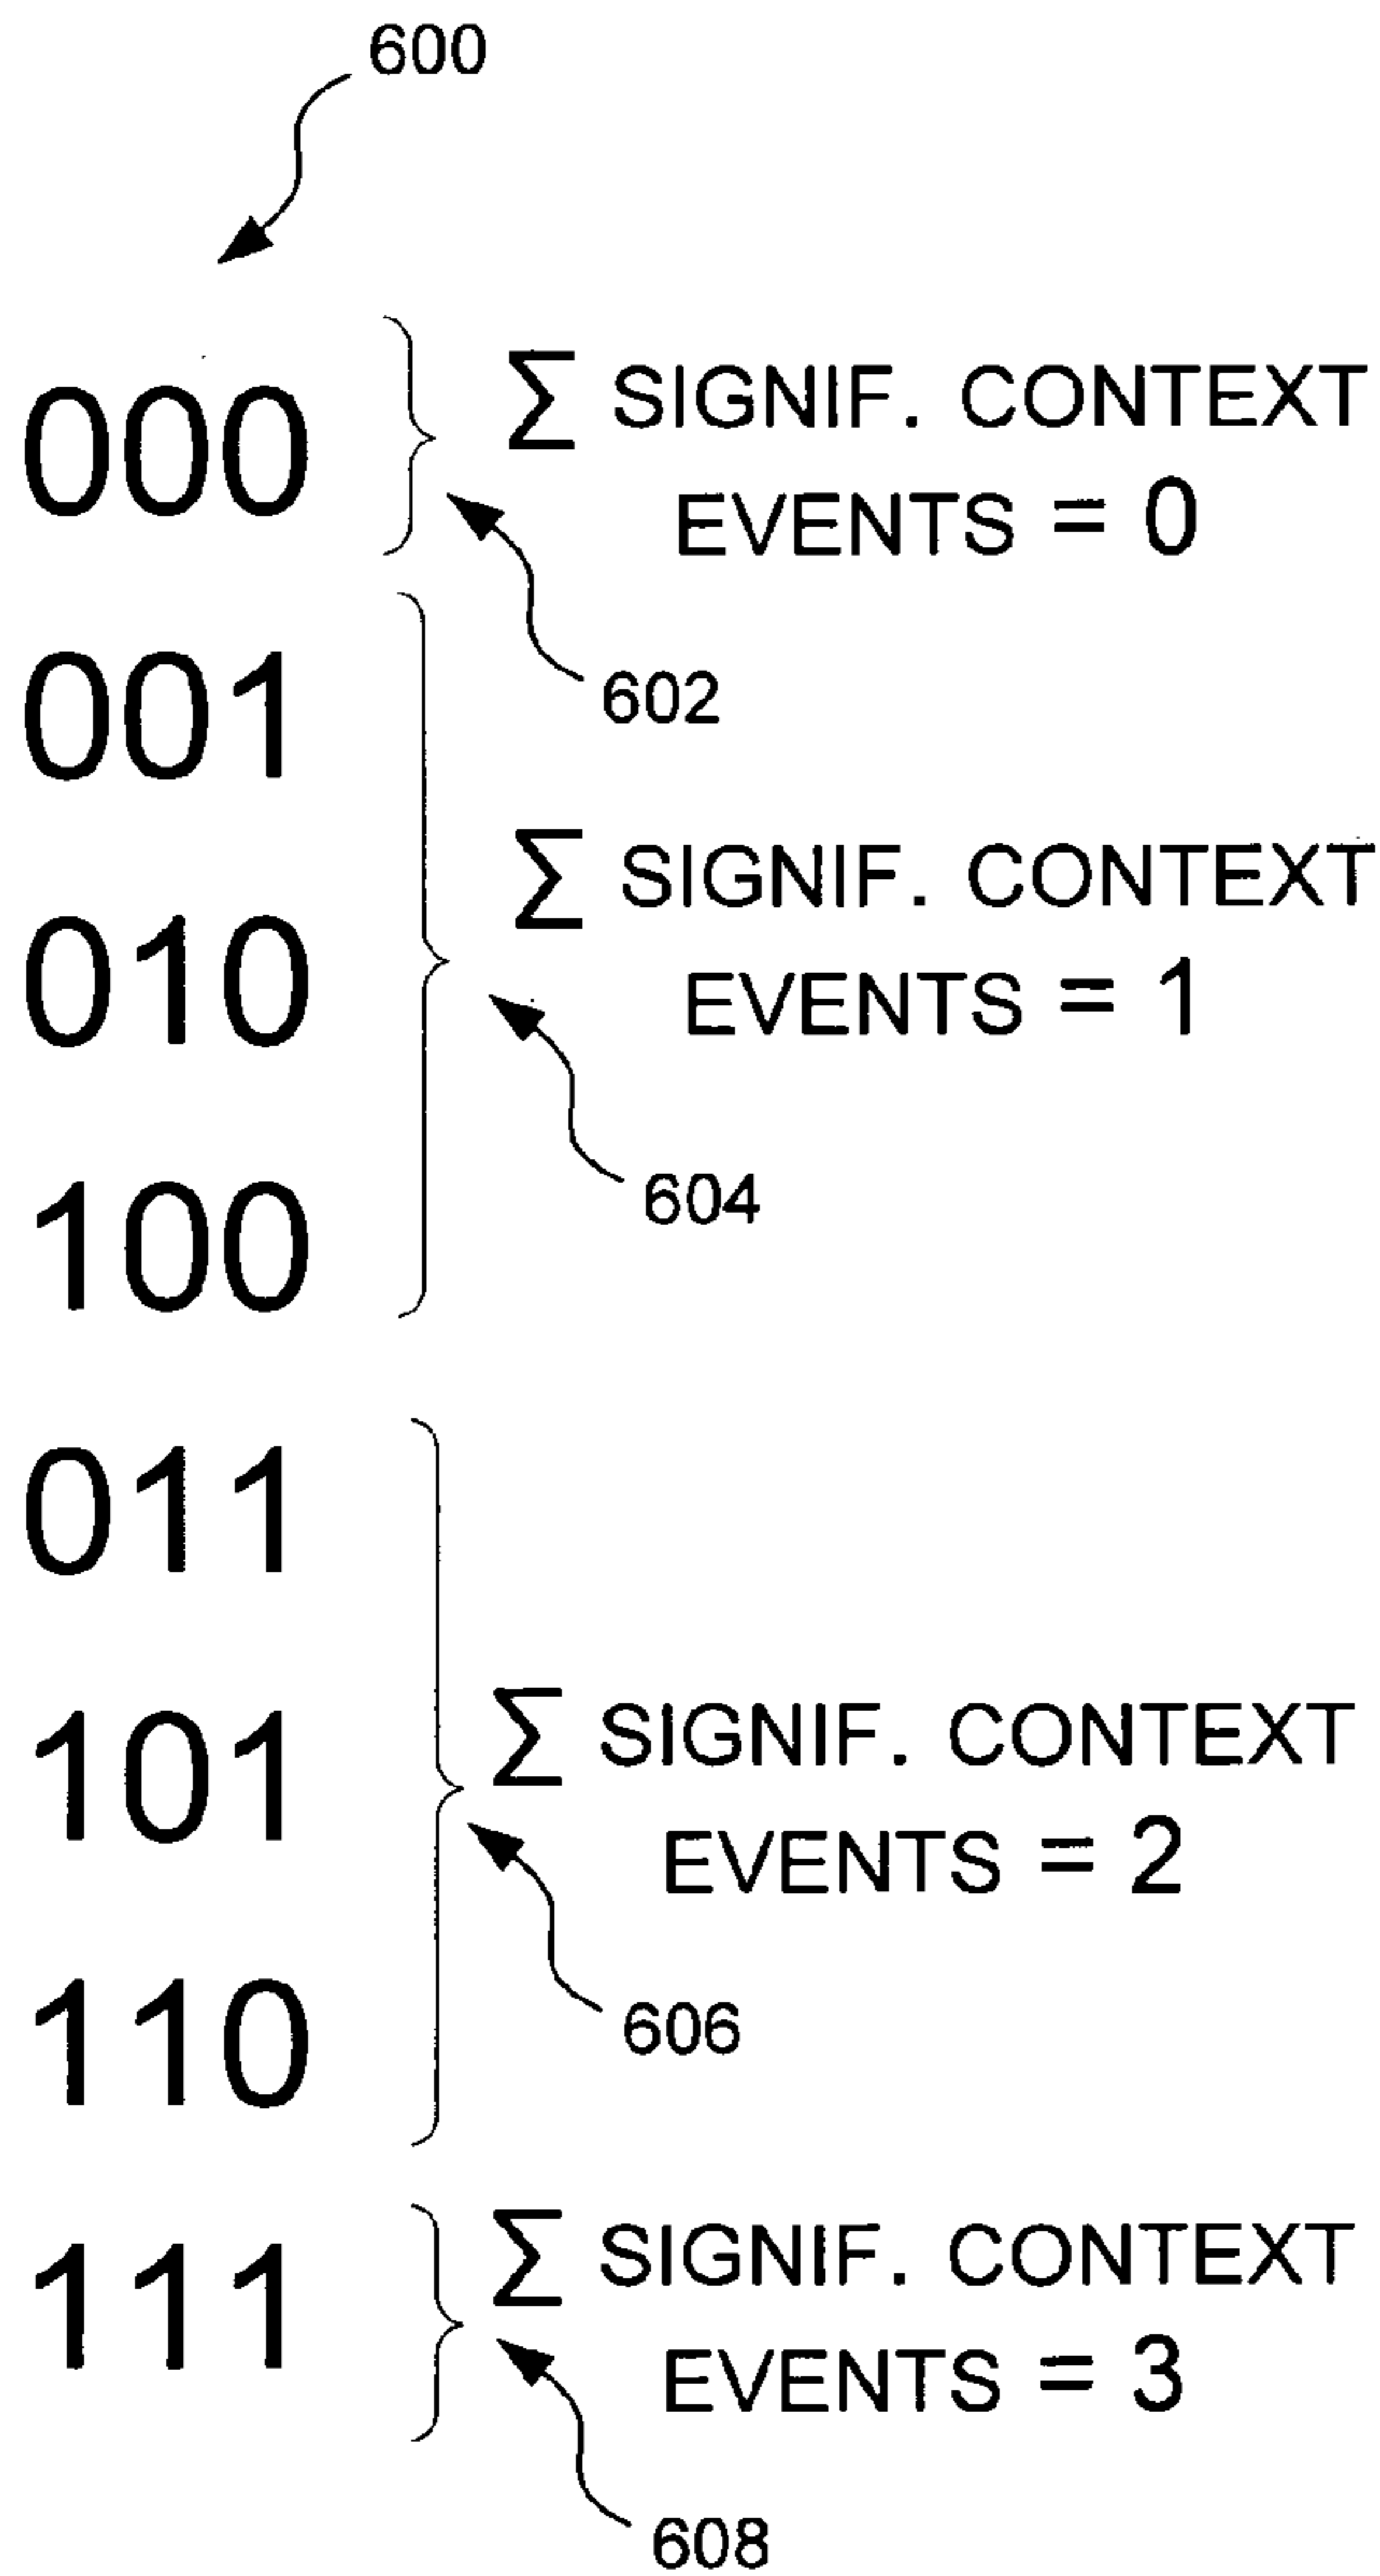 600
000
∑ SIGNIF. CONTEXT
EVENTS = 0
602
001
010
100
∑ SIGNIF. CONTEXT
EVENTS = 1
604
011
101
110
∑ SIGNIF. CONTEXT
EVENTS = 2
606
111
∑ SIGNIF. CONTEXT
EVENTS = 3
608